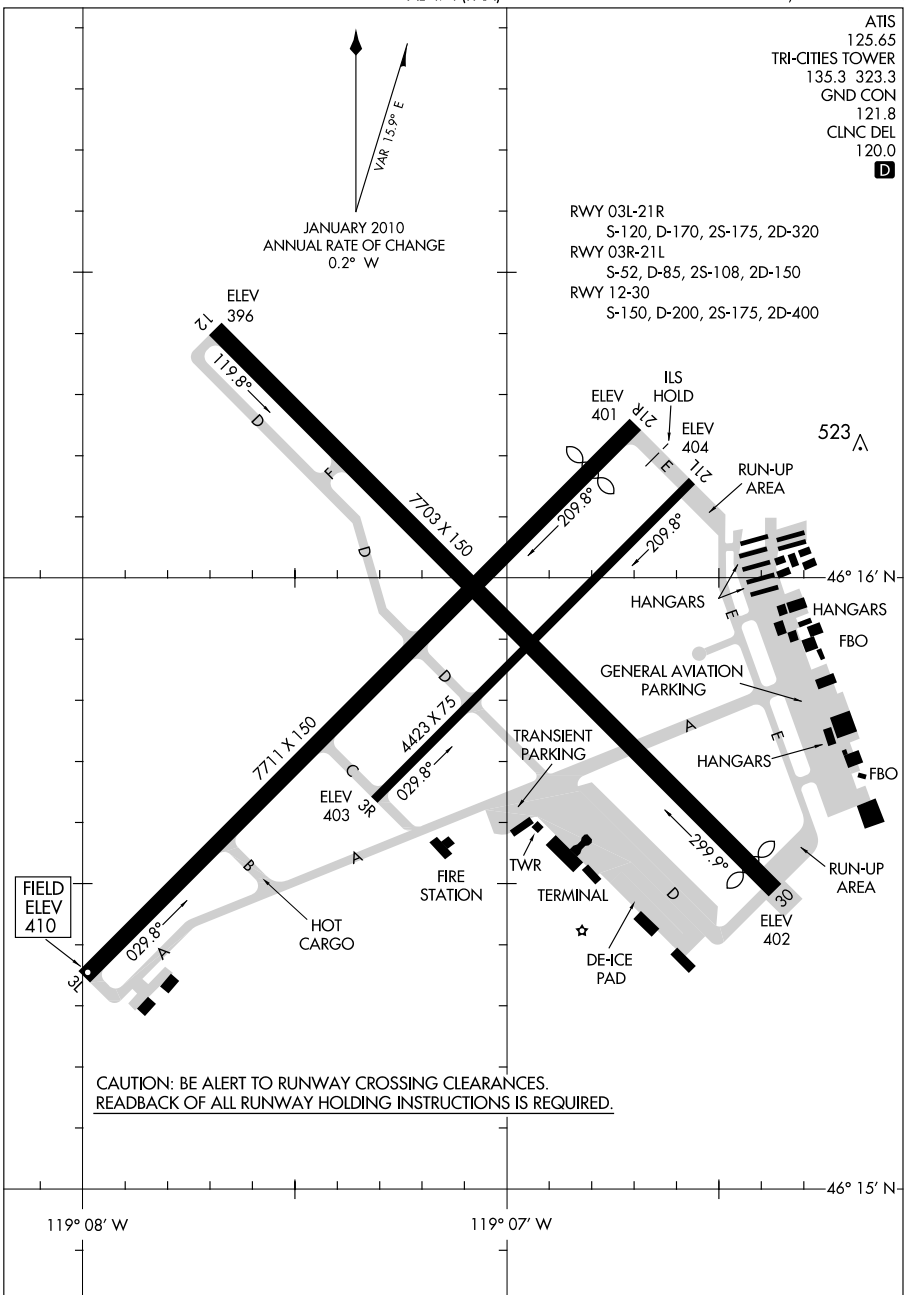 ATIS
125.65
TRI-CITIES TOWER
135.3 323.3
GND CON
121.8
CLNC DEL
120.0
D
VAR 15.9° E
JANUARY 2010
ANNUAL RATE OF CHANGE
0.2° W
RWY 03L-21R
S-120, D-170, 2S-175, 2D-320
RWY 03R-21L
S-52, D-85, 2S-108, 2D-150
RWY 12-30
S-150, D-200, 2S-175, 2D-400
ELEV
396
12
119.8°
D
F
7703 X 150
D
D
ELEV
401
21R
ILS
HOLD
ELEV
404
21L
E
RUN-UP
AREA
523
209.8°
209.8°
46° 16' N
HANGARS
HANGARS
E
FBO
GENERAL AVIATION
PARKING
A
E
HANGARS
FBO
7711 X 150
4423 X 75
TRANSIENT
PARKING
C
ELEV
403
3R
029.8°
A
B
FIRE
STATION
TWR
TERMINAL
299.9°
D
RUN-UP
AREA
30
ELEV
402
FIELD
ELEV
410
029.8°
A
HOT
CARGO
3L
DE-ICE
PAD
CAUTION: BE ALERT TO RUNWAY CROSSING CLEARANCES.
READBACK OF ALL RUNWAY HOLDING INSTRUCTIONS IS REQUIRED.
46° 15' N
119° 08' W
119° 07' W